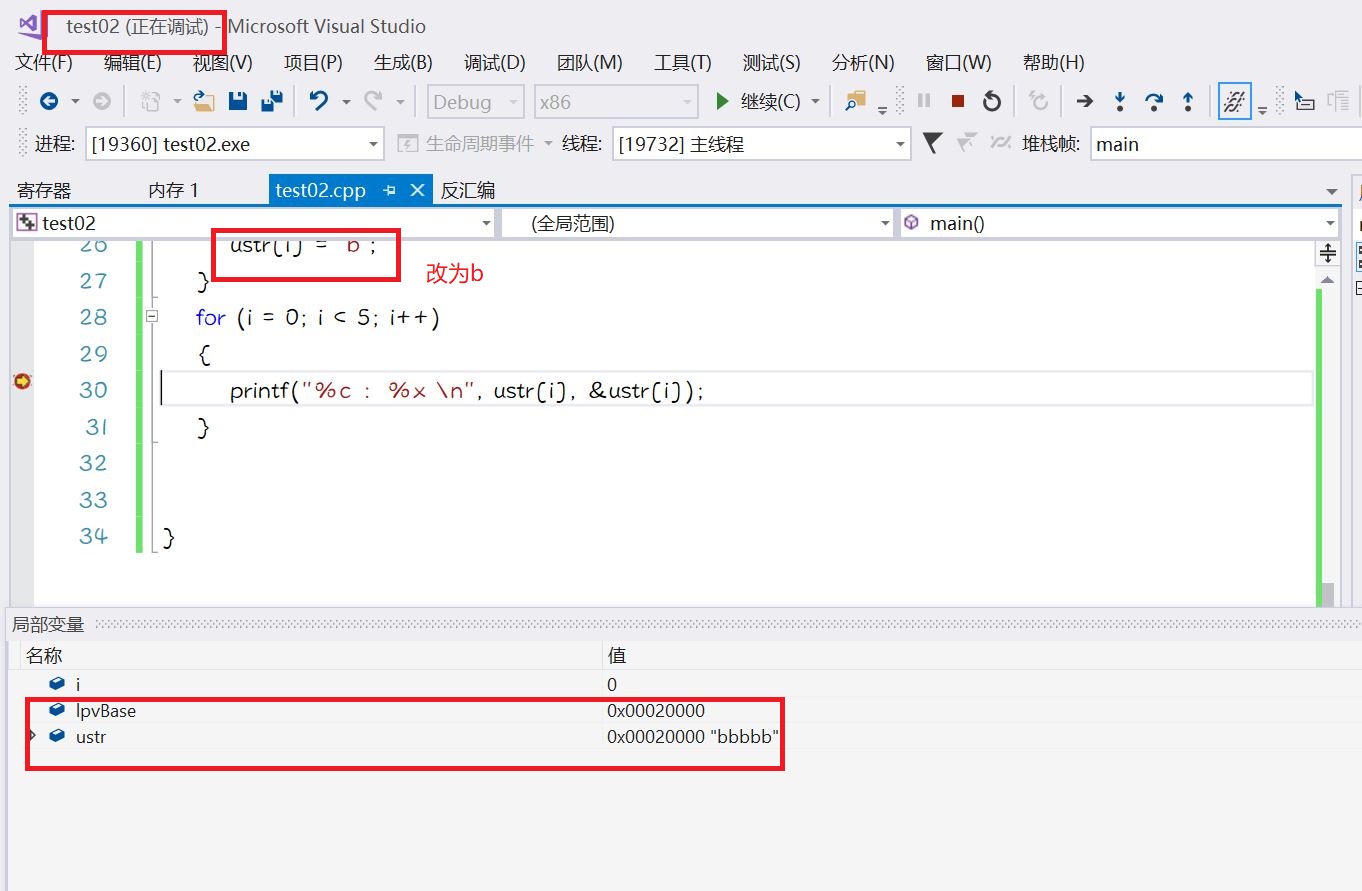 test02 (正在调试) - Microsoft Visual Studio
文件(F) 编辑(E) 视图(V) 项目(P) 生成(B) 调试(D) 团队(M) 工具(T) 测试(S) 分析(N) 窗口(W) 帮助(H)
Debug x86 继续(C)
进程: [19360] test02.exe 生命周期事件 线程: [19732] 主线程 堆栈帧: main
寄存器 内存 1 test02.cpp 反汇编
test02 (全局范围) main()
26 ustr[i] = 'b';
27 } 改为b
28 for (i = 0; i < 5; i++)
29 {
30 printf("%c : %x \n", ustr[i], &ustr[i]);
31 }
32
33
34 }
局部变量
名称 值
i 0
lpvBase 0x00020000
ustr 0x00020000 "bbbbb"